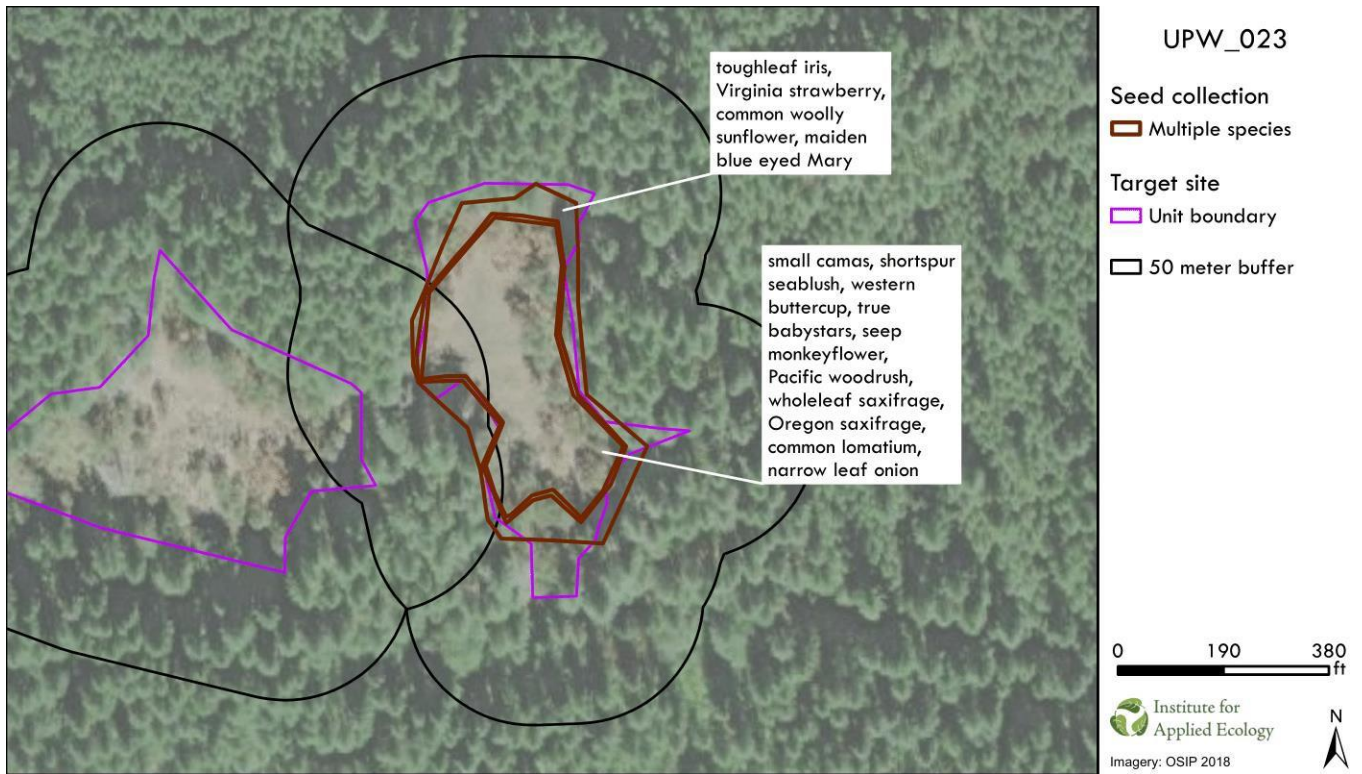 toughleaf iris,
Virginia strawberry,
common woolly
sunflower, maiden
blue eyed Mary
small camas, shortspur
seablush, western
buttercup, true
babystars, seep
monkeyflower,
Pacific woodrush,
wholeleaf saxifrage,
Oregon saxifrage,
common lomatium,
narrow leaf onion
UPW_023
Seed collection
Multiple species
Target site
Unit boundary
50 meter buffer
0 190 380
ft
Institute for
Applied Ecology
Imagery: OSIP 2018
N